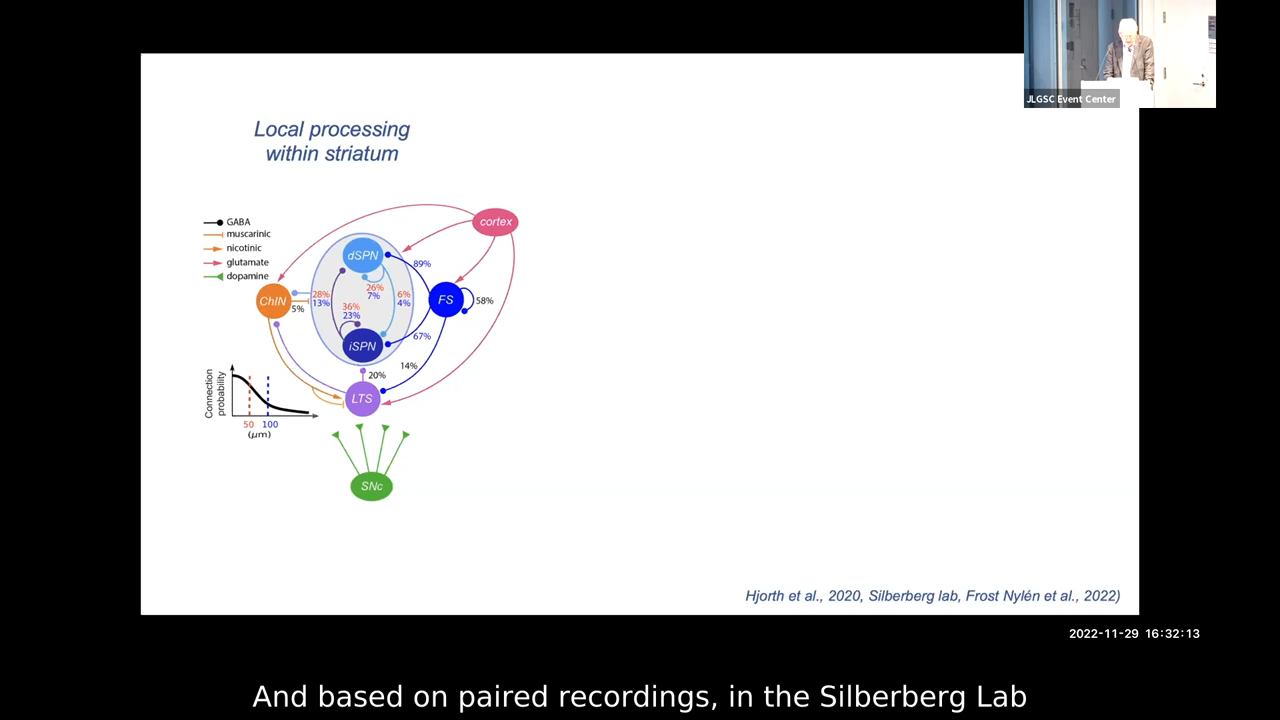 JLGSC Event Center
Local processing
within striatum
GABA
muscarinic
nicotinic
glutamate
dopamine
cortex
dSPN
89%
26%
7%
28%
13%
6%
4%
ChIN
5%
FS
58%
36%
23%
iSPN
67%
14%
20%
LTS
Connection
probability
50 100
(μm)
SNc
Hjorth et al., 2020, Silberberg lab, Frost Nylén et al., 2022)
2022-11-29 16:32:13
And based on paired recordings, in the Silberberg Lab